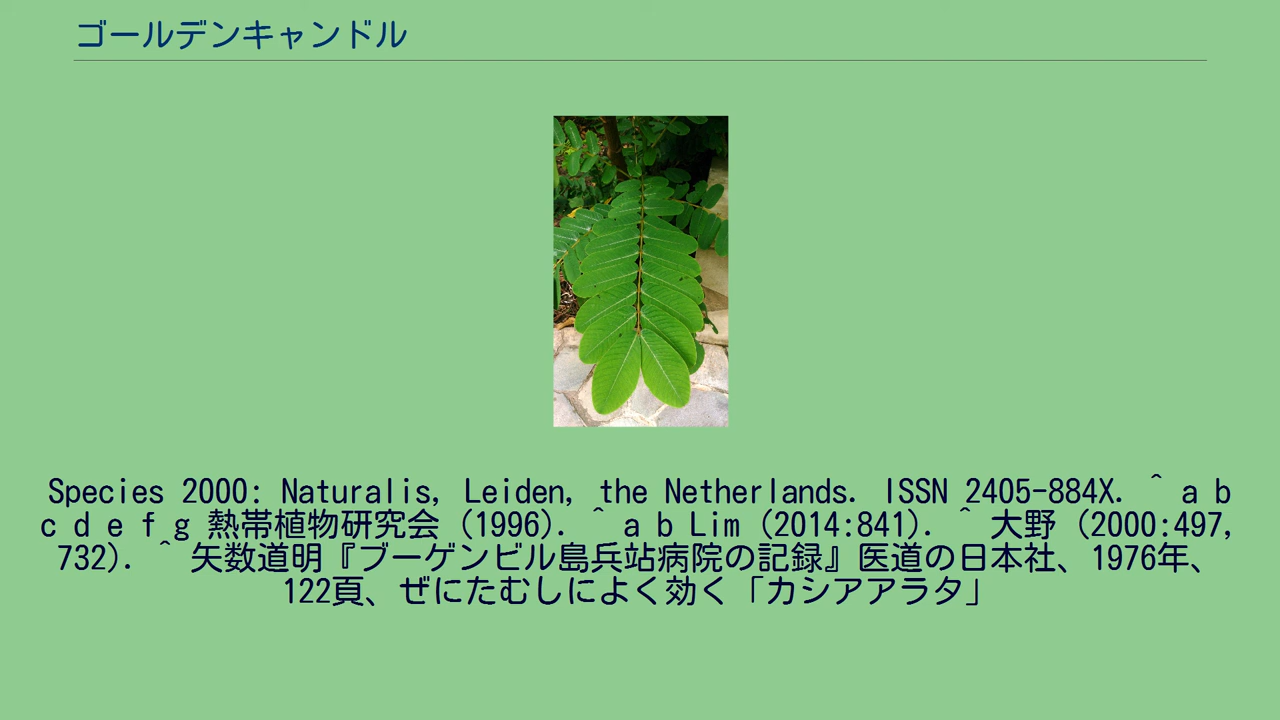 ゴールデンキャンドル
Species 2000: Naturalis, Leiden, the Netherlands. ISSN 2405-884X. ^ a b
c d e f g 熱帯植物研究会 (1996). ^ a b Lim (2014:841). ^ 大野 (2000:497,
732). ^ 矢数道明『ブーゲンビル島兵站病院の記録』医道の日本社、1976年、
122頁、ぜにたむしによく効く「カシアアラタ」